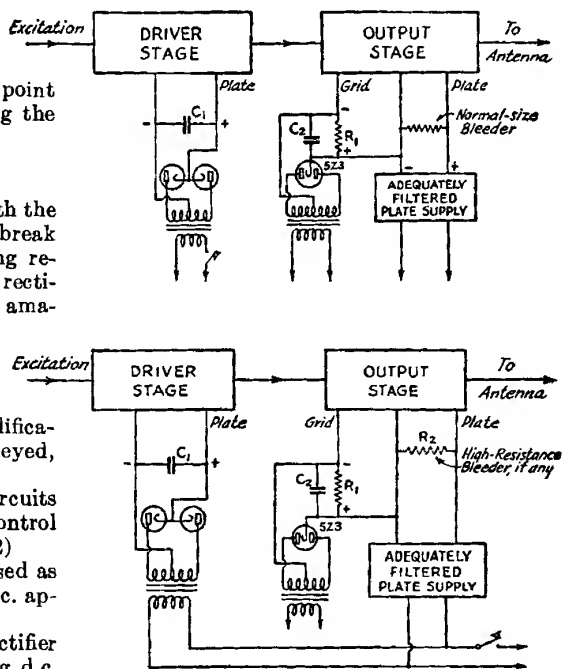 point
g the
th the
break
ng re-
recti-
ama-
difica-
eyed,
rcuits
ontrol
2)
sed as
c. ap-
ctifier
g d.c.
Excitation
DRIVER
STAGE
OUTPUT
STAGE
To
Antenna
Plate
Grid
Plate
- C1 +
-
C2
R1
+
5Z3
Normal-size
Bleeder
- +
ADEQUATELY
FILTERED
PLATE SUPPLY
Excitation
DRIVER
STAGE
OUTPUT
STAGE
To
Antenna
Plate
Grid
Plate
- C1 +
-
C2
R1
+
5Z3
R2
High-Resistance
Bleeder, if any
ADEQUATELY
FILTERED
PLATE SUPPLY